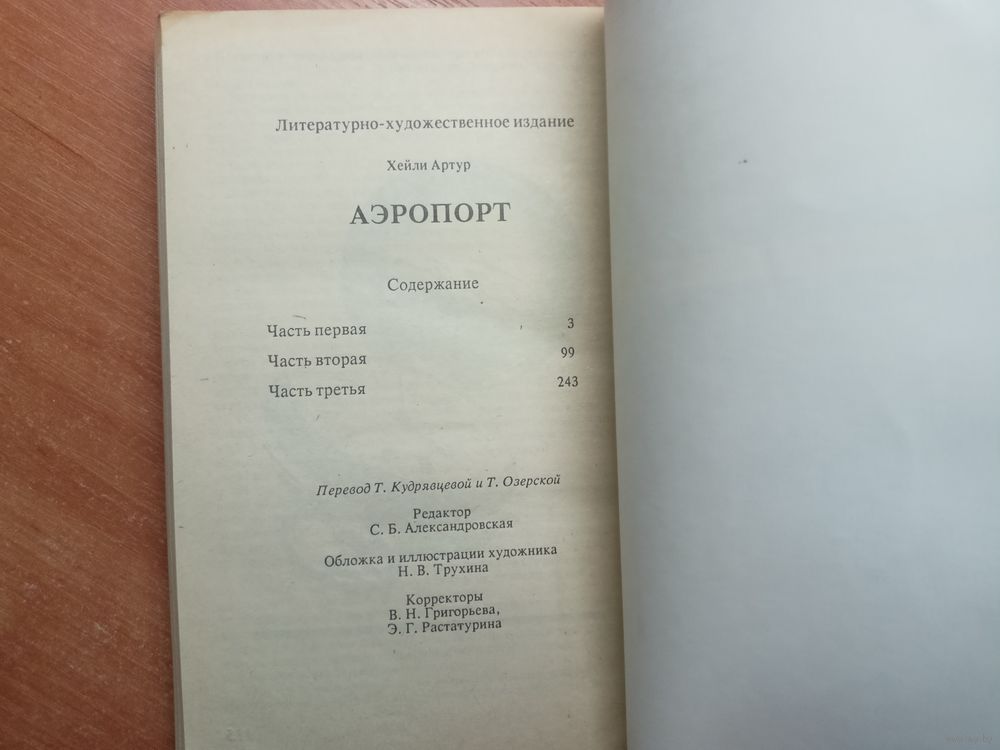 Литературно-художественное издание
Хейли Артур
АЭРОПОРТ
Содержание
Часть первая 3
Часть вторая 99
Часть третья 243
Перевод Т. Кудрявцевой и Т. Озерской
Редактор
С. Б. Александровская
Обложка и иллюстрации художника
Н. В. Трухина
Корректоры
В. Н. Григорьева,
Э. Г. Растатурина